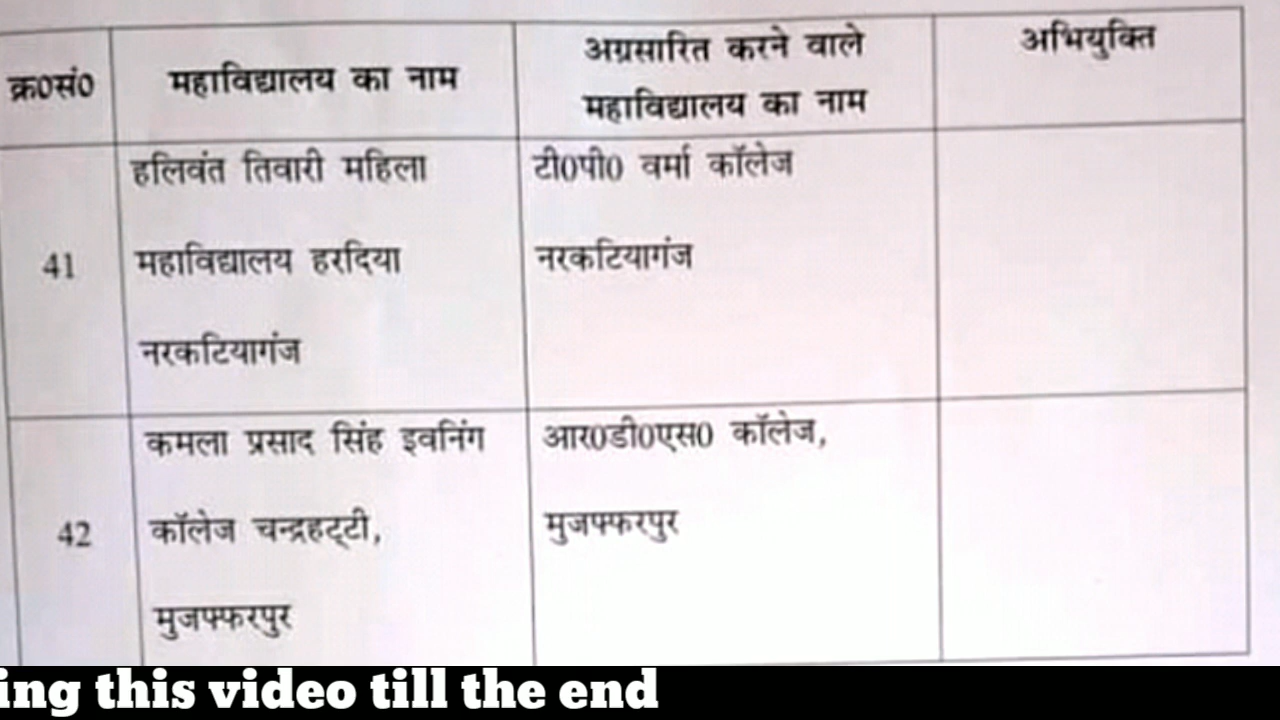 क्र0सं0 महाविद्यालय का नाम अग्रसारित करने वाले महाविद्यालय का नाम अभियुक्ति
41 हलिवंत तिवारी महिला टी0पी0 वर्मा कॉलेज
महाविद्यालय हरदिया नरकटियागंज
नरकटियागंज
42 कमला प्रसाद सिंह इवनिंग आर0डी0एस0 कॉलेज,
कॉलेज चन्द्रहट्टी, मुजफ्फरपुर
मुजफ्फरपुर
ing this video till the end